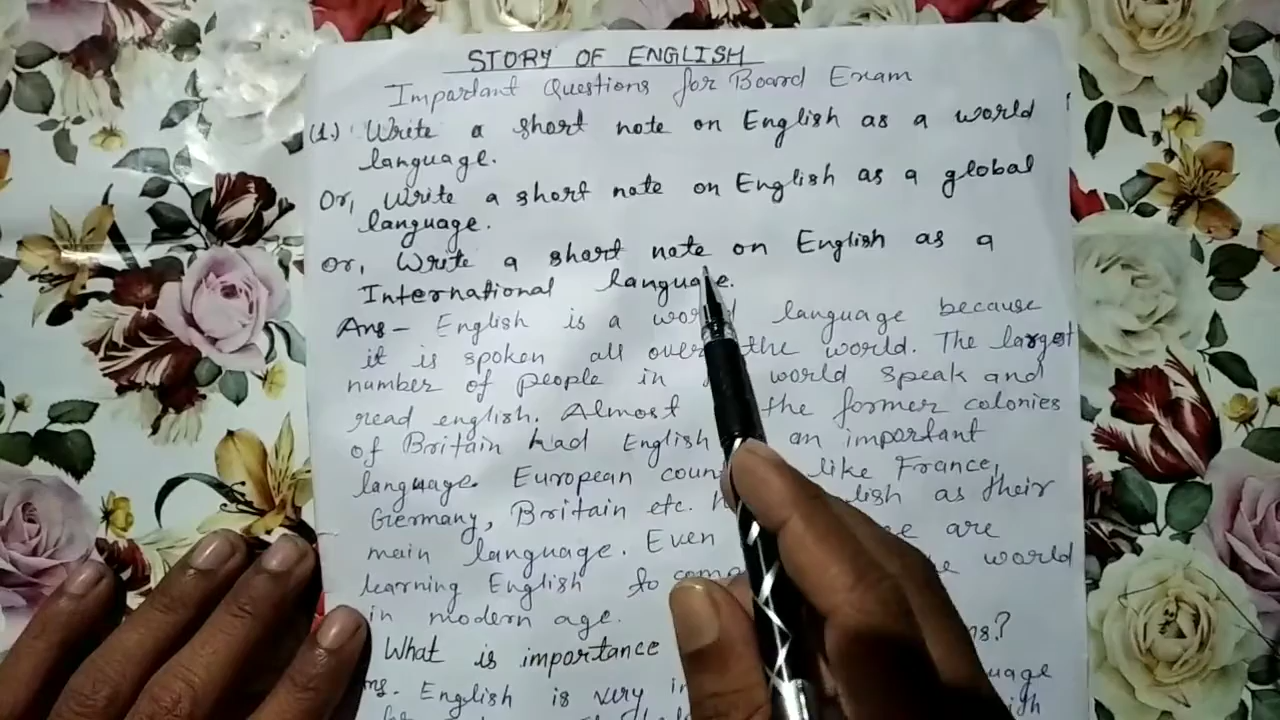 STORY OF ENGLISH
Impartant Questions for Board Exam
(1.) Write a short note on English as a world
language.
Or, Write a short note on English as a global
language.
Or, Write a short note on English as a
International language.
Ans - English is a language because
it is spoken all over the world. The largest
number of people in world speak and
read english. Almost the former colonies
of Britain had English an important
language. European like France,
Germany, Britain etc. as their
main language. Even are
learning English to world
in modern age.
What is importance
English is very